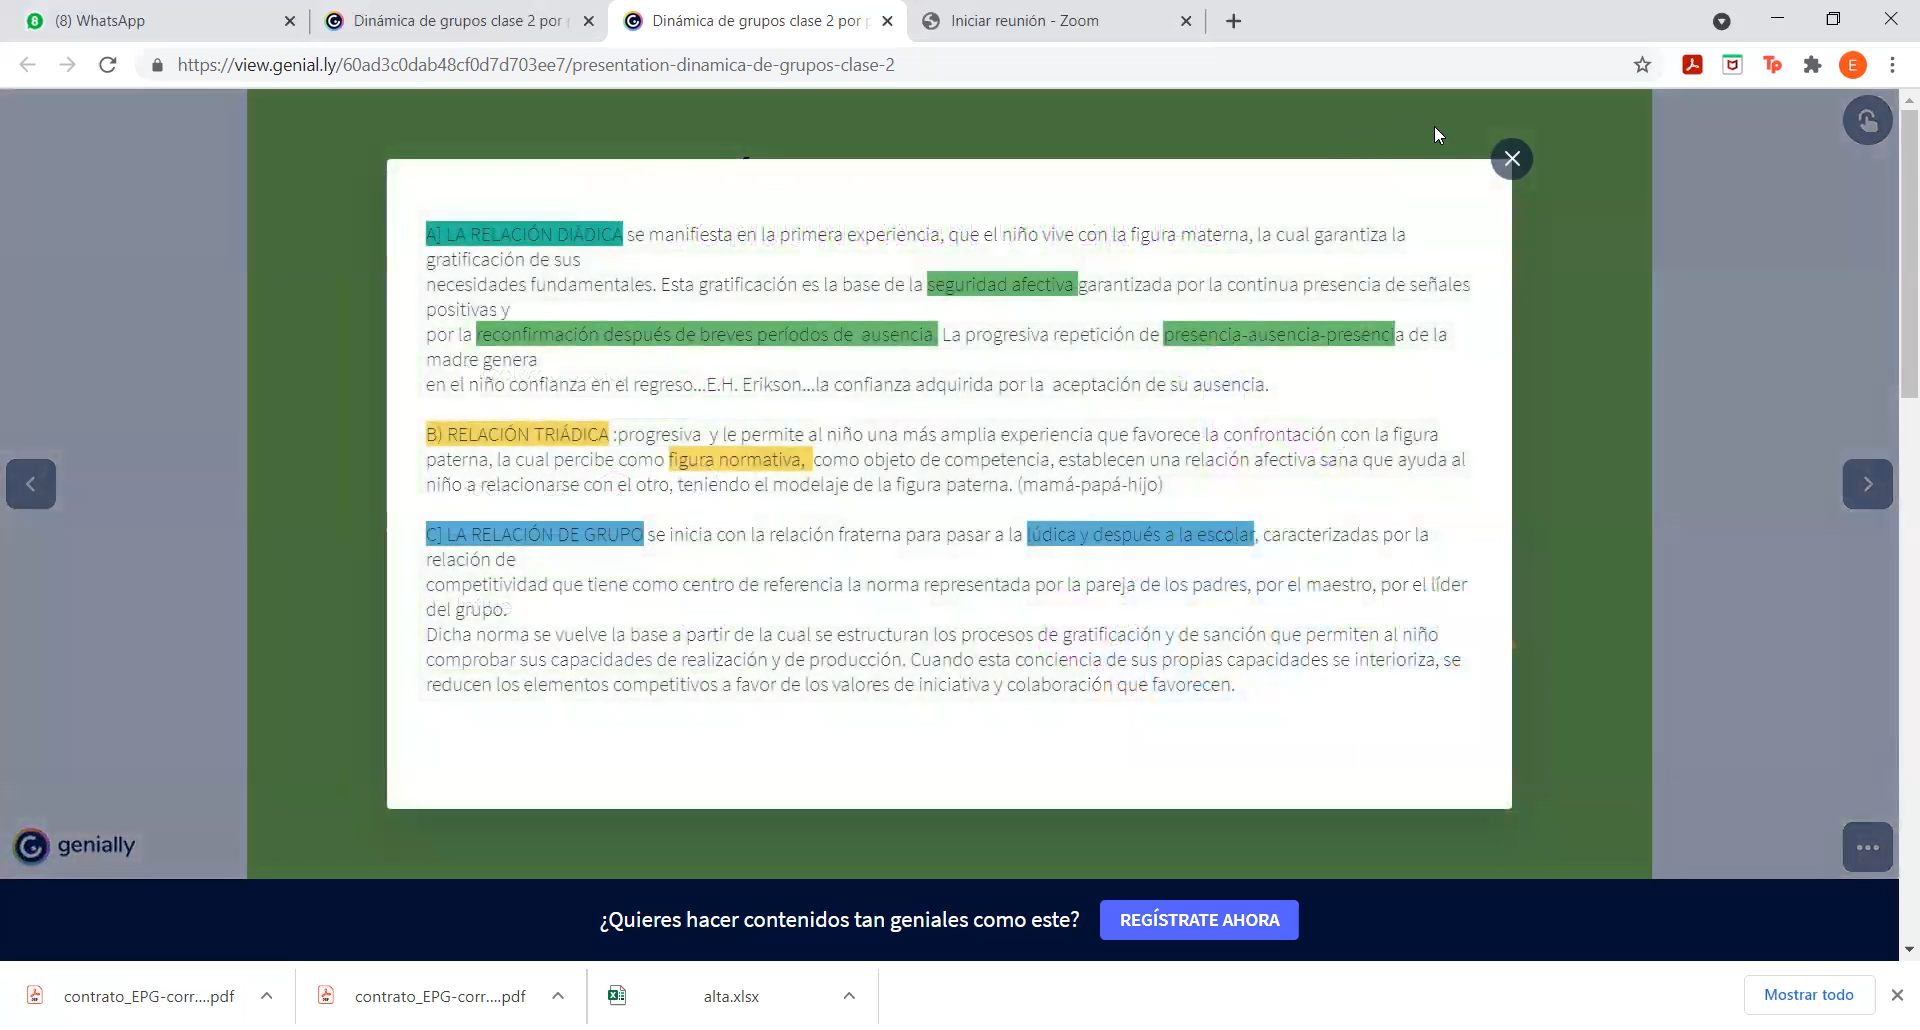 (8) WhatsApp
Dinámica de grupos clase 2 por
Dinámica de grupos clase 2 por
Iniciar reunión - Zoom
https://view.genial.ly/60ad3c0dab48cf0d7d703ee7/presentation-dinamica-de-grupos-clase-2
Tp
E
A] LA RELACIÓN DIÁDICA se manifiesta en la primera experiencia, que el niño vive con la figura materna, la cual garantiza la
gratificación de sus
necesidades fundamentales. Esta gratificación es la base de la seguridad afectiva garantizada por la continua presencia de señales
positivas y
por la reconfirmación después de breves períodos de ausencia. La progresiva repetición de presencia-ausencia-presencia de la
madre genera
en el niño confianza en el regreso...E.H. Erikson...la confianza adquirida por la aceptación de su ausencia.
B) RELACIÓN TRIÁDICA :progresiva y le permite al niño una más amplia experiencia que favorece la confrontación con la figura
paterna, la cual percibe como figura normativa, como objeto de competencia, establecen una relación afectiva sana que ayuda al
niño a relacionarse con el otro, teniendo el modelaje de la figura paterna. (mamá-papá-hijo)
C] LA RELACIÓN DE GRUPO se inicia con la relación fraterna para pasar a la lúdica y después a la escolar, caracterizadas por la
relación de
competitividad que tiene como centro de referencia la norma representada por la pareja de los padres, por el maestro, por el líder
del grupo.
Dicha norma se vuelve la base a partir de la cual se estructuran los procesos de gratificación y de sanción que permiten al niño
comprobar sus capacidades de realización y de producción. Cuando esta conciencia de sus propias capacidades se interioriza, se
reducen los elementos competitivos a favor de los valores de iniciativa y colaboración que favorecen.
genially
¿Quieres hacer contenidos tan geniales como este?
REGÍSTRATE AHORA
contrato_EPG-corr....pdf
contrato_EPG-corr....pdf
alta.xlsx
Mostrar todo